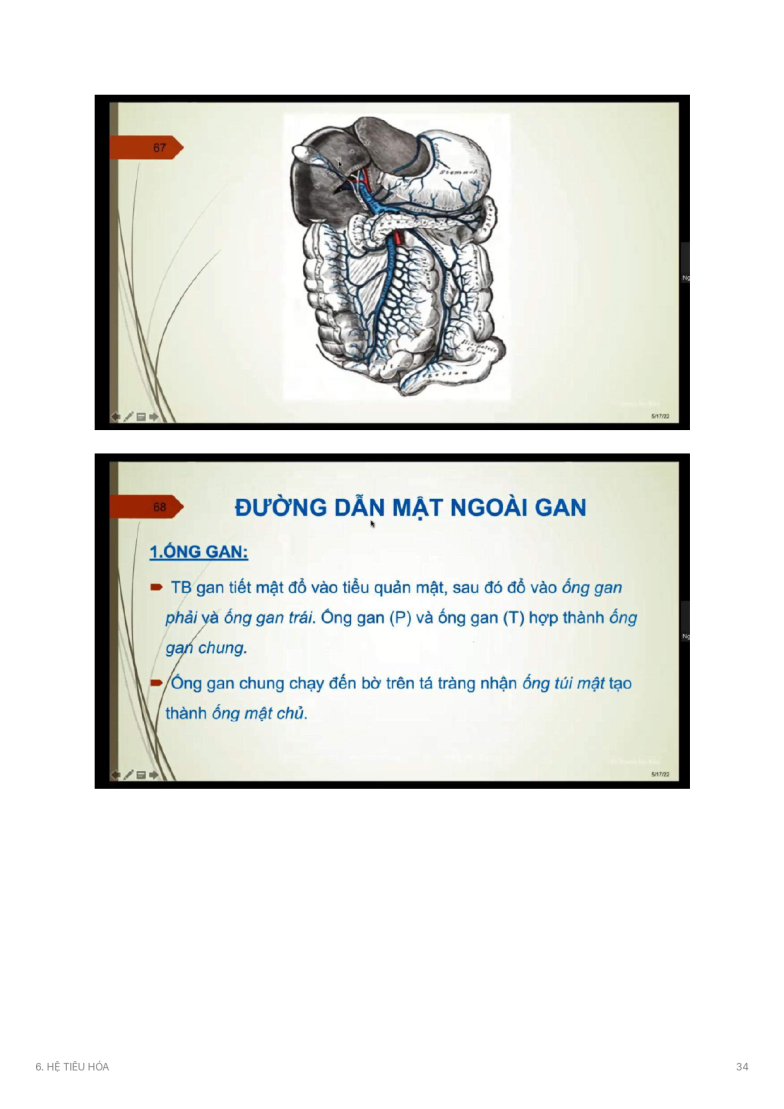 67
Stomach
5/17/22
68
ĐƯỜNG DẪN MẬT NGOÀI GAN
1.ỐNG GAN:
TB gan tiết mật đổ vào tiểu quản mật, sau đó đổ vào ống gan
phải và ống gan trái. Ống gan (P) và ống gan (T) hợp thành ống
gan chung.
Ống gan chung chạy đến bờ trên tá tràng nhận ống túi mật tạo
thành ống mật chủ.
5/17/22
6. HỆ TIÊU HÓA
34